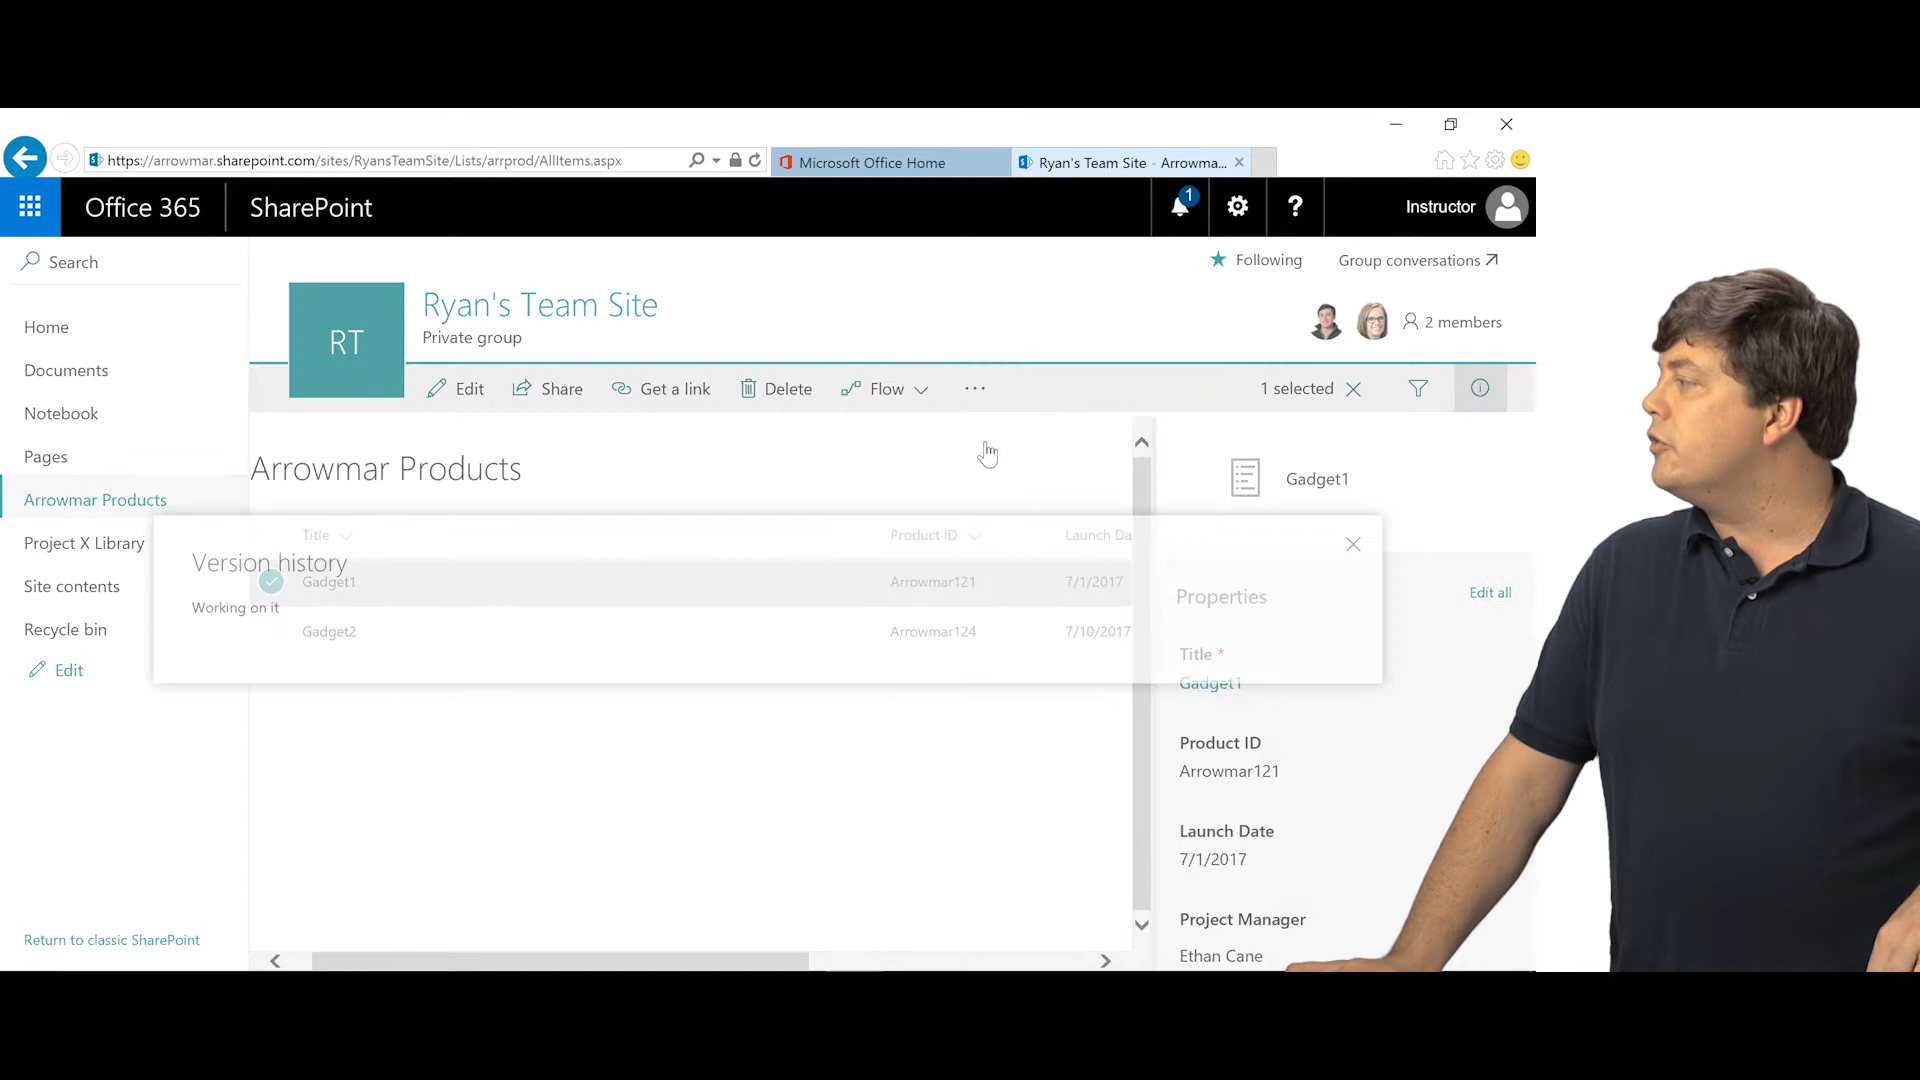 https://arrowmar.sharepoint.com/sites/RyansTeamSite/Lists/arrprod/AllItems.aspx
Microsoft Office Home
Ryan's Team Site - Arrowma...
Office 365
SharePoint
1
?
Instructor
Search
Following
Group conversations
RT
Ryan's Team Site
Private group
2 members
Home
Documents
Notebook
Pages
Arrowmar Products
Project X Library
Site contents
Recycle bin
Edit
Return to classic SharePoint
Edit
Share
Get a link
Delete
Flow
...
1 selected
Arrowmar Products
Title
Product ID
Launch Da
Gadget1
Arrowmar121
7/1/2017
Gadget2
Arrowmar124
7/10/2017
Version history
Working on it
Gadget1
Properties
Edit all
Title *
Gadget1
Product ID
Arrowmar121
Launch Date
7/1/2017
Project Manager
Ethan Cane